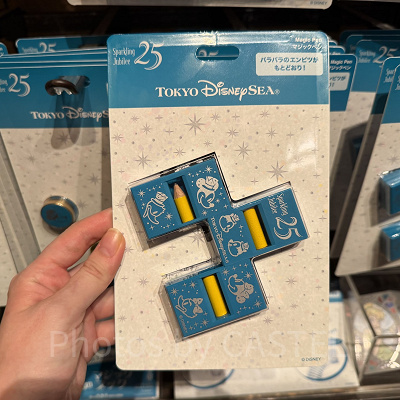 Sparkling
Jubilee 25
Magic Pen
マジックペン
バラバラのエンピツが
もとどおり!
TOKYO DISNEYSEA®
Sparkling
Jubilee
25
TOKYO DISNEYSEA
© DISNEY
Sparkling
Jubilee 25
TOKYO DISNEYSEA